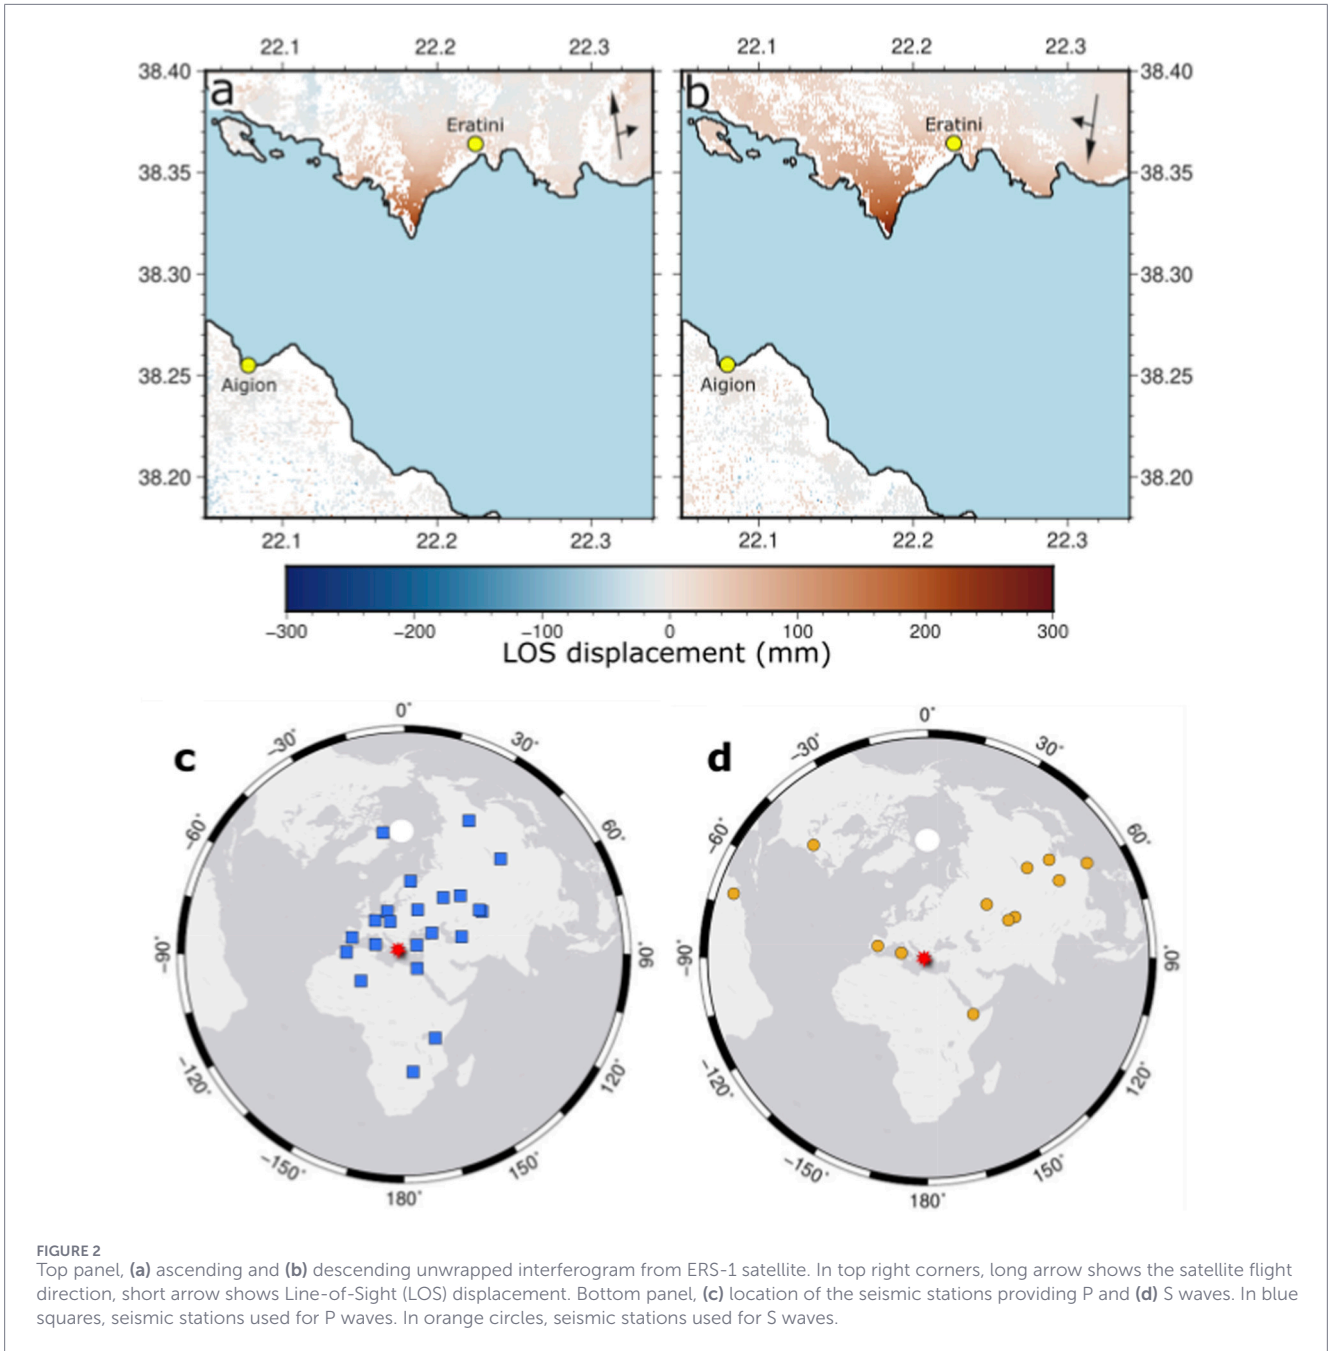 22.1 22.2 22.3 22.1 22.2 22.3
38.40 a b 38.40
Eratini Eratini
38.35 38.35
38.30 38.30
38.25 38.25
Aigion Aigion
38.20 38.20
22.1 22.2 22.3 22.1 22.2 22.3
−300 −200 −100 0 100 200 300
LOS displacement (mm)
c
0˚
30˚
60˚
90˚
120˚
150˚
180˚
−150˚
−120˚
−90˚
−60˚
−30˚
d
0˚
30˚
60˚
90˚
120˚
150˚
180˚
−150˚
−120˚
−90˚
−60˚
−30˚
FIGURE 2
Top panel, (a) ascending and (b) descending unwrapped interferogram from ERS-1 satellite. In top right corners, long arrow shows the satellite flight
direction, short arrow shows Line-of-Sight (LOS) displacement. Bottom panel, (c) location of the seismic stations providing P and (d) S waves. In blue
squares, seismic stations used for P waves. In orange circles, seismic stations used for S waves.